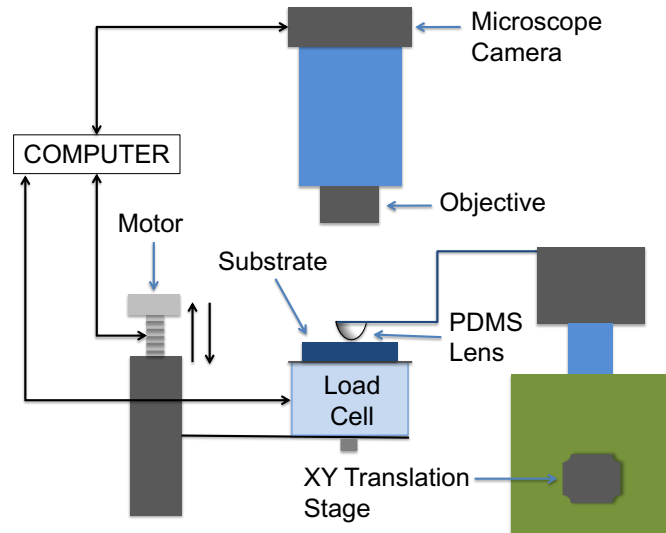 Microscope
Camera
COMPUTER
Objective
Motor
Substrate
PDMS
Lens
Load
Cell
XY Translation
Stage